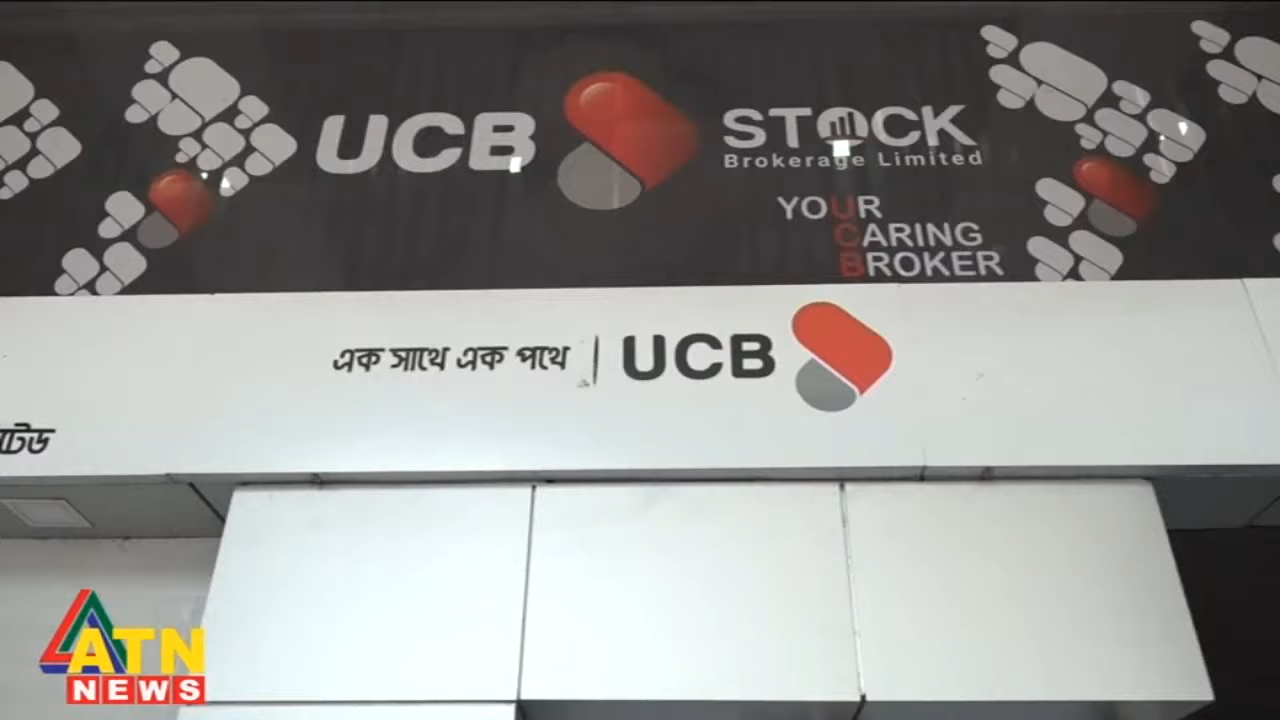 UCB
STOCK
Brokerage Limited
YOUR
CARING
BROKER
এক সাথে এক পথে | UCB
টেড
ATN
NEWS